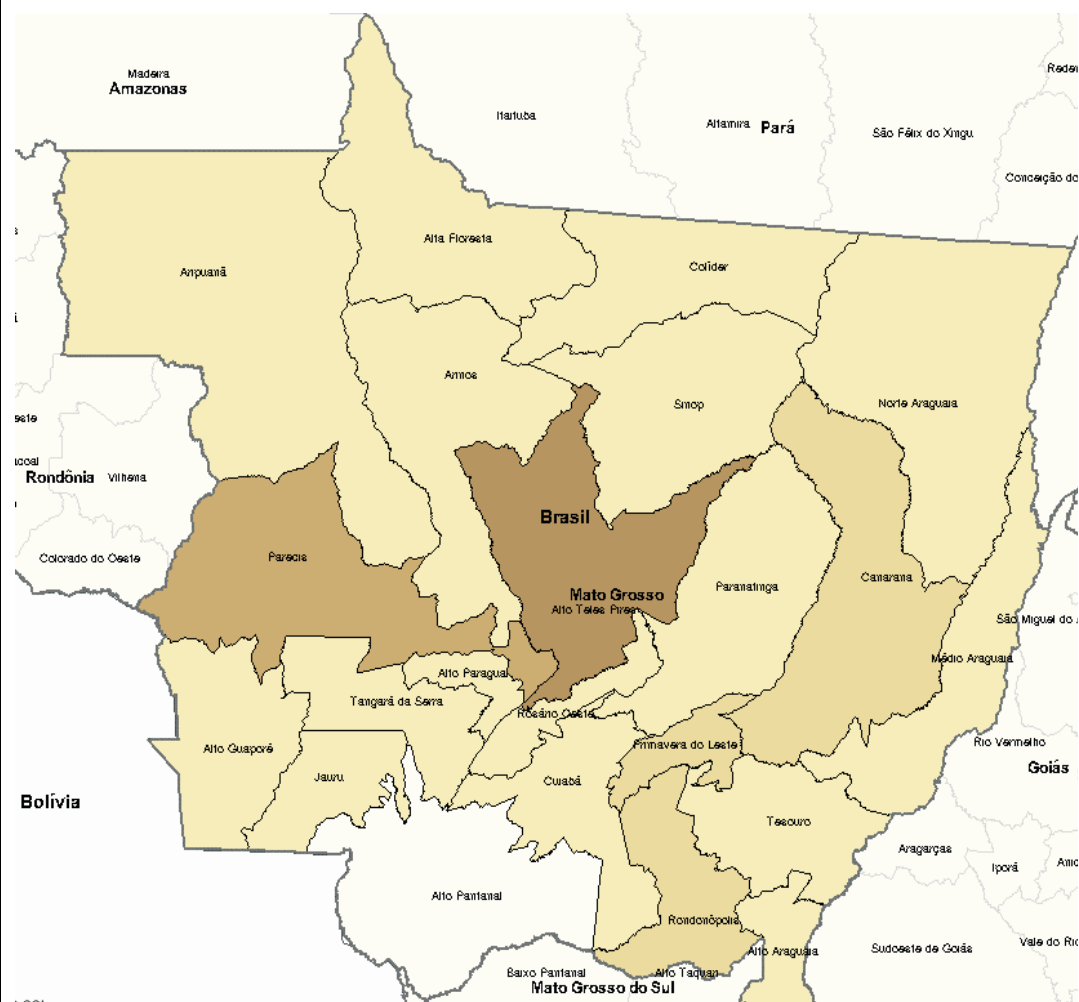 Madeira
Amazonas
Itaituba
Altamira
Pará
São Félix do Xingu
Conceição do
Alta Floresta
Aripuanã
Colíder
Arinos
Sinop
Norte Araguaia
Rondônia
Vilhena
Brasil
Colorado do Oeste
Parecis
Mato Grosso
Alto Teles Pires
Paranatinga
Canarana
São Miguel do
Médio Araguaia
Alto Paraguai
Tangará da Serra
Rosário Oeste
Alto Guaporé
Primavera do Leste
Rio Vermelho
Goiás
Jauru
Cuiabá
Bolívia
Tesouro
Aragarças
Iporá
Alto Pantanal
Rondonópolis
Alto Araguaia
Sudoeste de Goiás
Vale do Rio
Baixo Pantanal
Alto Taquari
Mato Grosso do Sul